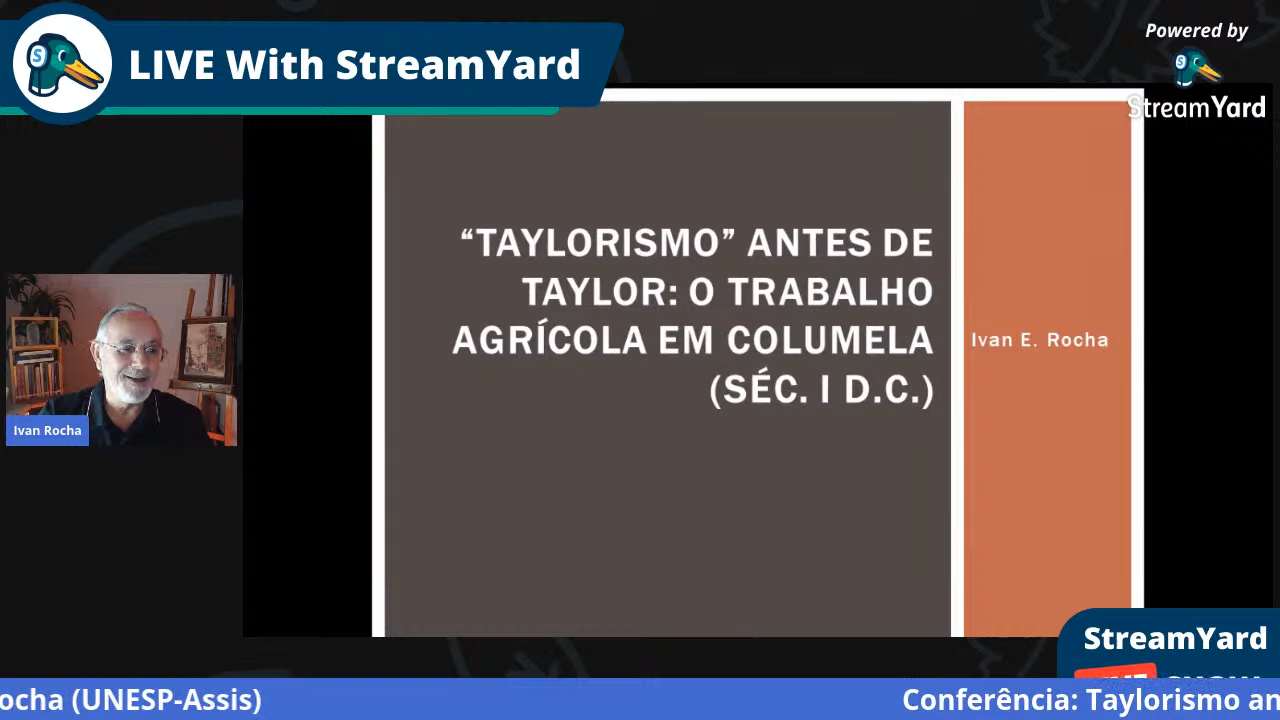 LIVE With StreamYard
Powered by
StreamYard
“TAYLORISMO” ANTES DE
TAYLOR: O TRABALHO
AGRÍCOLA EM COLUMELA
(SÉC. I D.C.)
Ivan E. Rocha
Ivan Rocha
StreamYard
ocha (UNESP-Assis)
Conferência: Taylorismo an